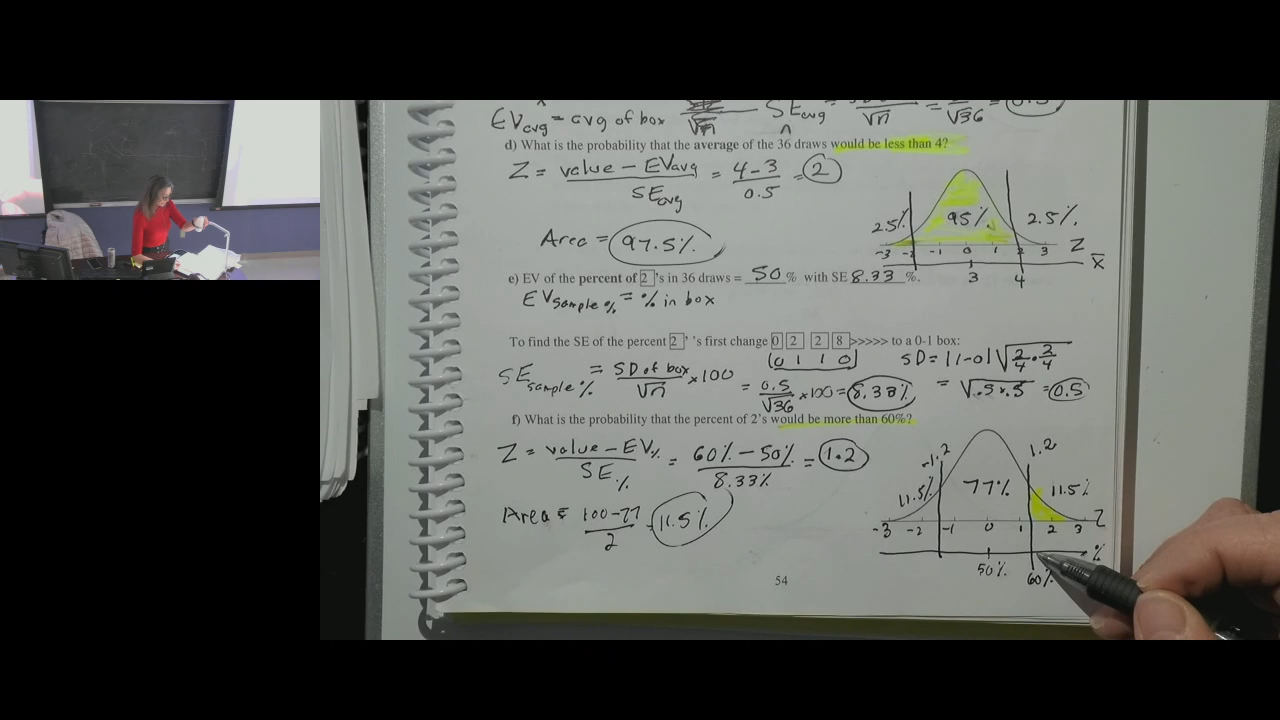 EVavg = avg of box √n SEavg = √n = √36 =
d) What is the probability that the average of the 36 draws would be less than 4?
Z = value - EVavg / SEavg = 4-3 / 0.5 = 2
2.5% 95% 2.5%
Area = 97.5%
-3 -2 -1 0 1 2 3 Z
x̄
3 4
e) EV of the percent of 2 's in 36 draws = 50 % with SE 8.33 %.
EVsample% = % in box
To find the SE of the percent 2 's first change 0 2 2 8 >>>>> to a 0-1 box:
[0 1 1 0]
SD = |1-0| √2/4 · 2/4
SEsample% = SD of box / √n × 100 = 0.5 / √36 × 100 = 8.33%
= √.5 × .5 = 0.5
f) What is the probability that the percent of 2's would be more than 60%?
Z = value - EV% / SE% = 60% - 50% / 8.33% = 1.2
-1.2 1.2
11.5% 77% 11.5%
Area = 100-77 / 2 = 11.5%
-3 -2 -1 0 1 2 3 Z
%
50% 60%
54